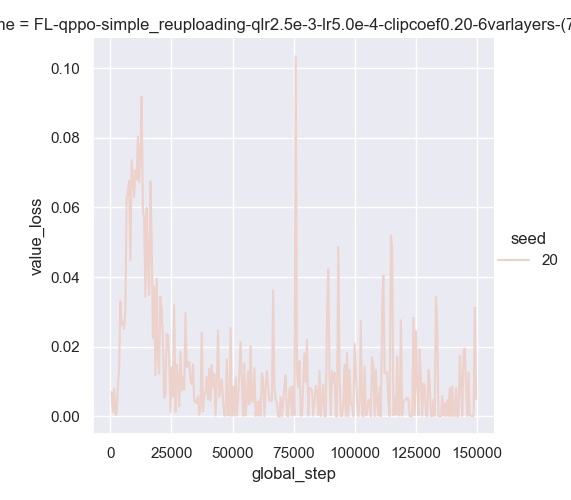 ne = FL-qppo-simple_reuploading-qlr2.5e-3-lr5.0e-4-clipcoef0.20-6varlayers-(7
0.10
0.08
0.06
0.04
0.02
0.00
value_loss
0 25000 50000 75000 100000 125000 150000
global_step
seed
20